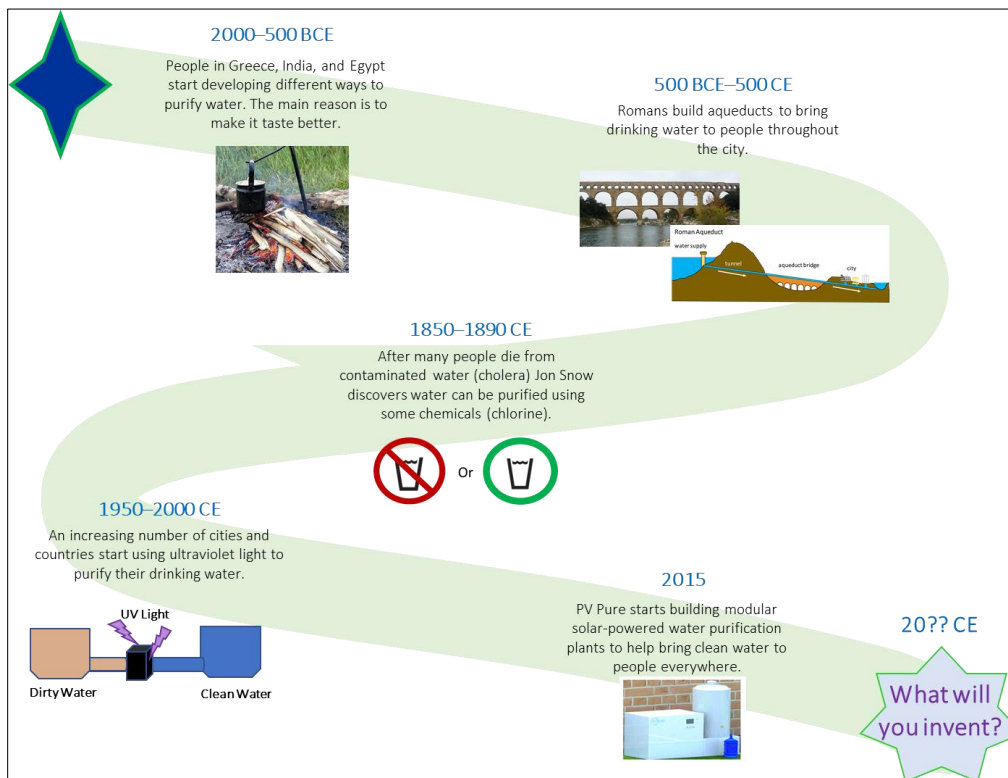 2000–500 BCE
People in Greece, India, and Egypt
start developing different ways to
purify water. The main reason is to
make it taste better.
500 BCE–500 CE
Romans build aqueducts to bring
drinking water to people throughout
the city.
Roman Aqueduct
water supply
tunnel
aqueduct bridge
city
1850–1890 CE
After many people die from
contaminated water (cholera) Jon Snow
discovers water can be purified using
some chemicals (chlorine).
Or
1950–2000 CE
An increasing number of cities and
countries start using ultraviolet light to
purify their drinking water.
UV Light
Dirty Water
Clean Water
2015
PV Pure starts building modular
solar-powered water purification
plants to help bring clean water to
people everywhere.
20?? CE
What will
you invent?